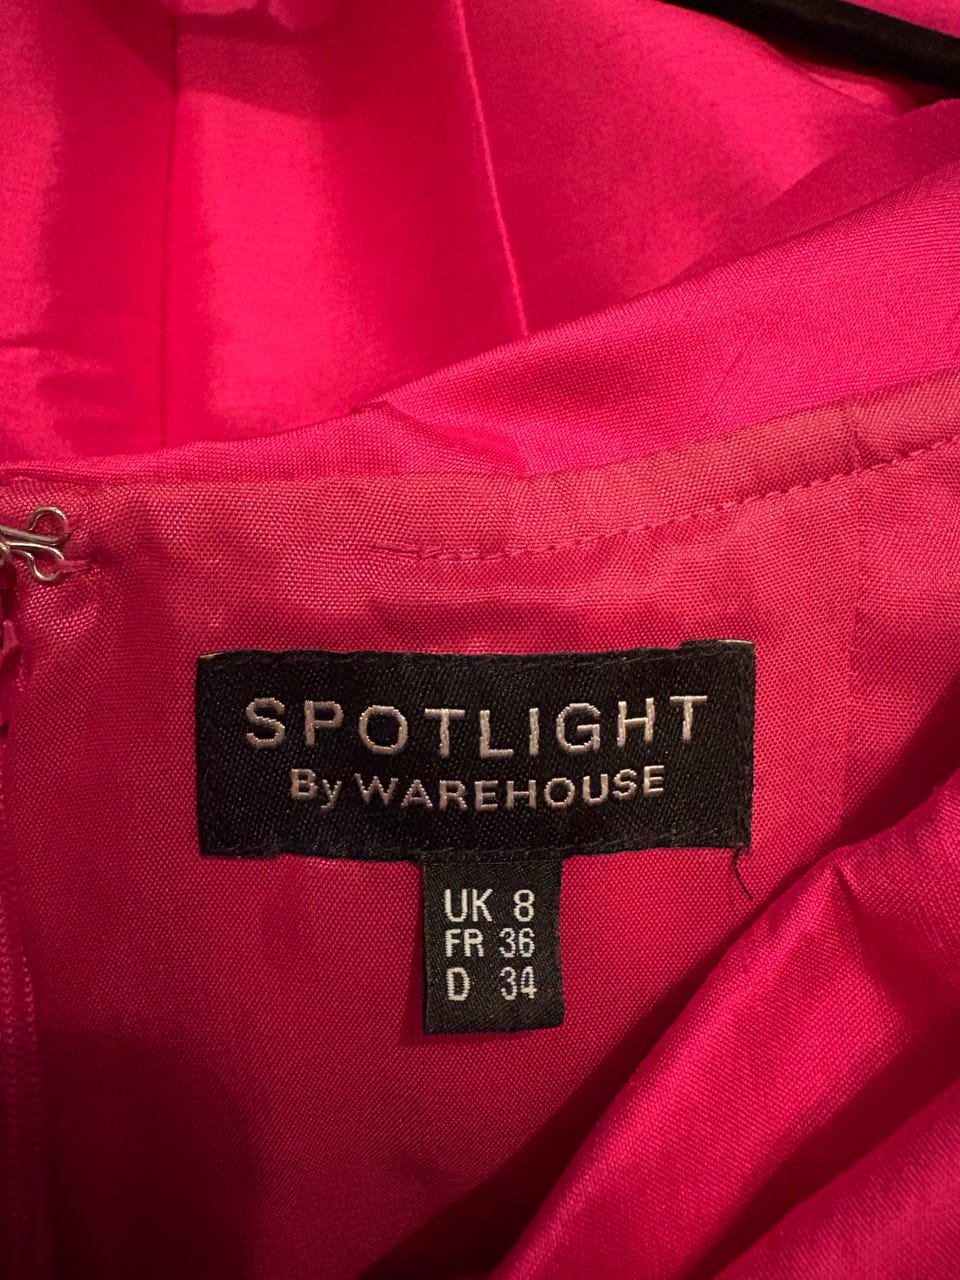 SPOTLIGHT
By WAREHOUSE
UK 8
FR 36
D 34